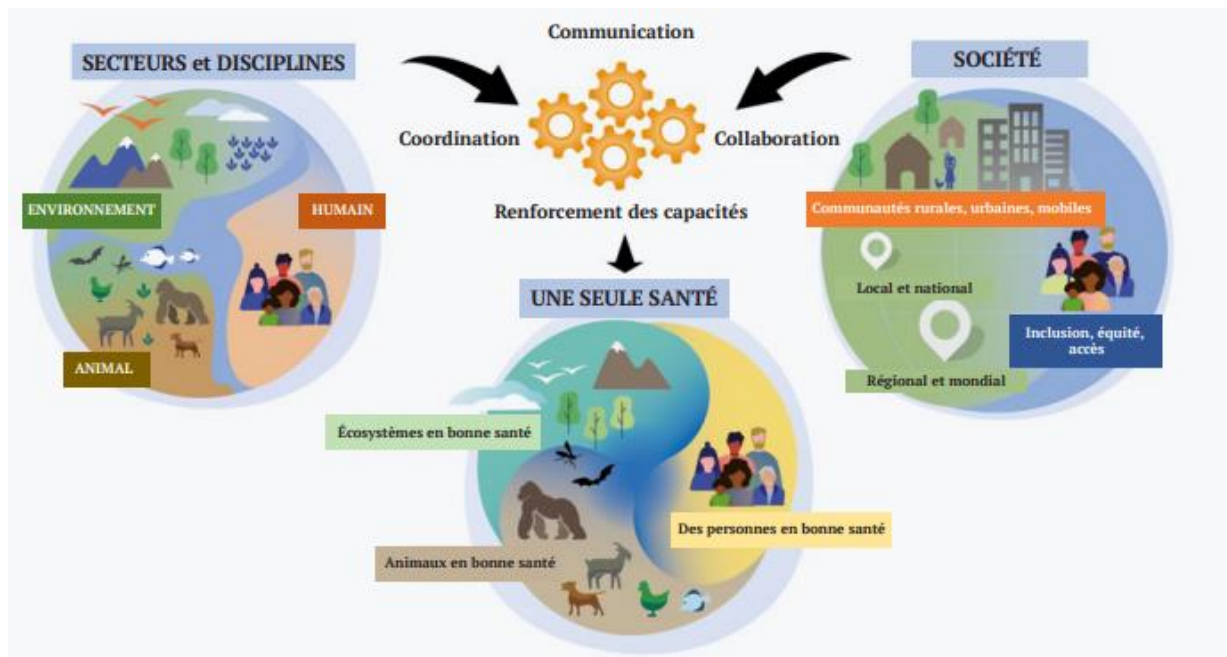 SECTEURS et DISCIPLINES
ENVIRONNEMENT
HUMAIN
ANIMAL
Communication
Coordination
Collaboration
Renforcement des capacités
SOCIÉTÉ
Communautés rurales, urbaines, mobiles
Local et national
Inclusion, équité,
accès
Régional et mondial
UNE SEULE SANTÉ
Écosystèmes en bonne santé
Des personnes en bonne santé
Animaux en bonne santé